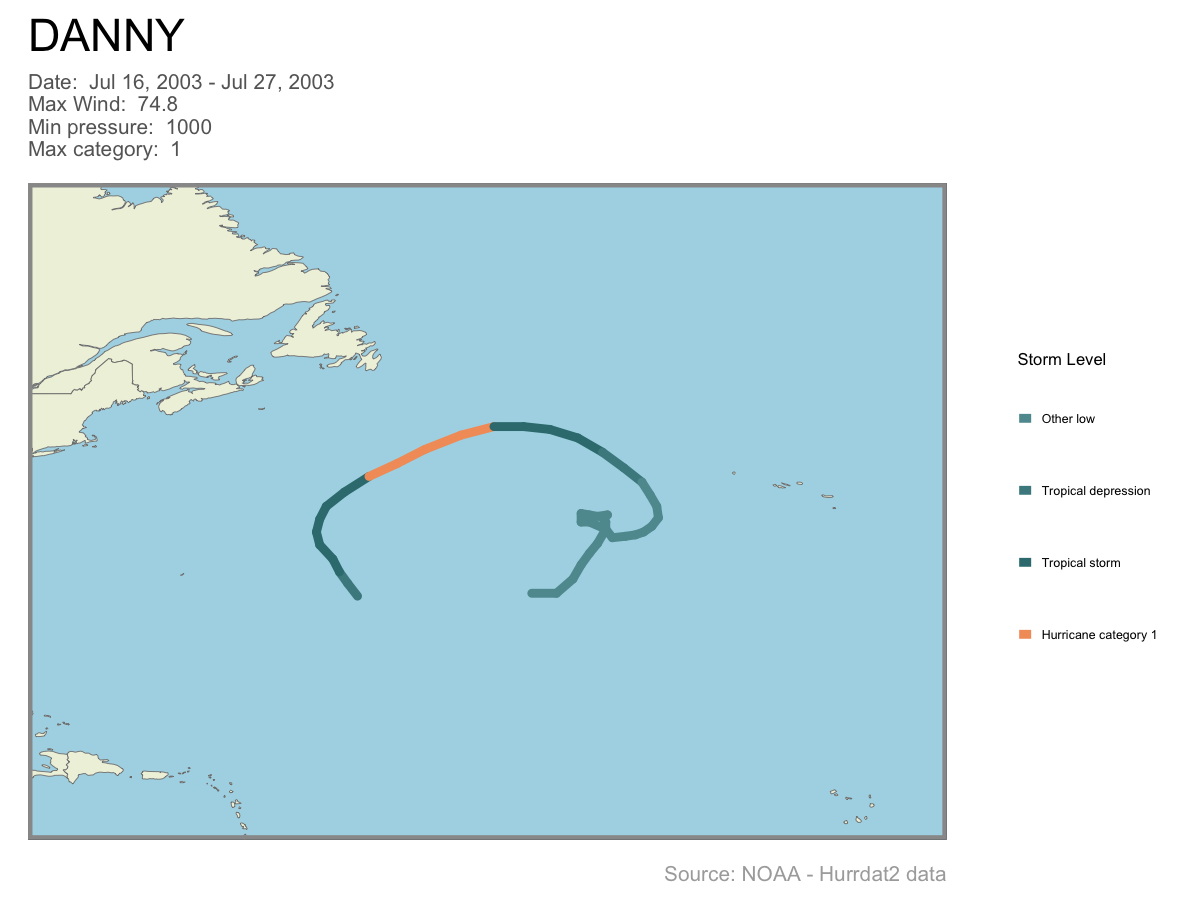 DANNY
Date:  Jul 16, 2003 - Jul 27, 2003
Max Wind:  74.8
Min pressure:  1000
Max category:  1
Storm Level
Other low
Tropical depression
Tropical storm
Hurricane category 1
Source: NOAA - Hurrdat2 data